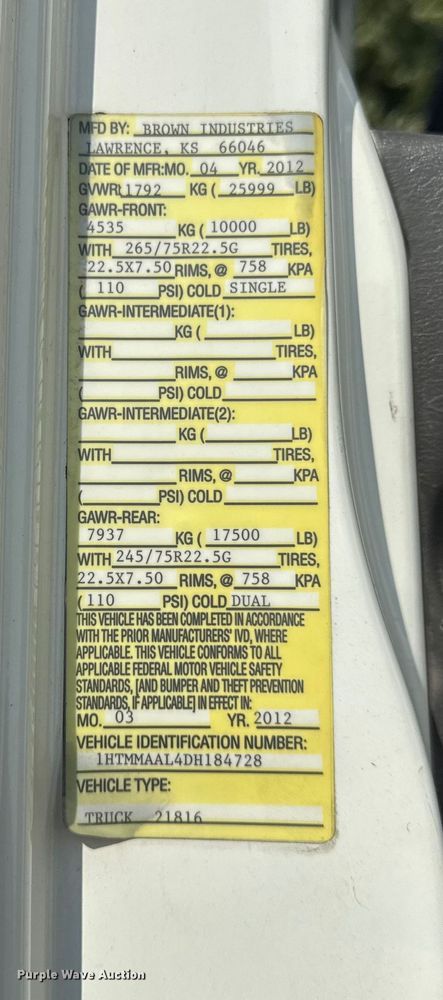 MFD BY: BROWN INDUSTRIES
LAWRENCE, KS 66046
DATE OF MFR: MO. 04 YR. 2012
GVWR: 11792 KG ( 25999 LB)
GAWR-FRONT:
4535 KG ( 10000 LB)
WITH 265/75R22.5G TIRES,
22.5X7.50 RIMS, @ 758 KPA
( 110 PSI) COLD SINGLE
GAWR-INTERMEDIATE(1):
KG ( LB)
WITH TIRES,
RIMS, @ KPA
( PSI) COLD
GAWR-INTERMEDIATE(2):
KG ( LB)
WITH TIRES,
RIMS, @ KPA
( PSI) COLD
GAWR-REAR:
7937 KG ( 17500 LB)
WITH 245/75R22.5G TIRES,
22.5X7.50 RIMS, @ 758 KPA
( 110 PSI) COLD DUAL
THIS VEHICLE HAS BEEN COMPLETED IN ACCORDANCE
WITH THE PRIOR MANUFACTURERS' IVD, WHERE
APPLICABLE. THIS VEHICLE CONFORMS TO ALL
APPLICABLE FEDERAL MOTOR VEHICLE SAFETY
STANDARDS, [AND BUMPER AND THEFT PREVENTION
STANDARDS, IF APPLICABLE] IN EFFECT IN:
MO. 03 YR. 2012
VEHICLE IDENTIFICATION NUMBER:
1HTMMAAL4DH184728
VEHICLE TYPE:
TRUCK 21816
Purple Wave Auction